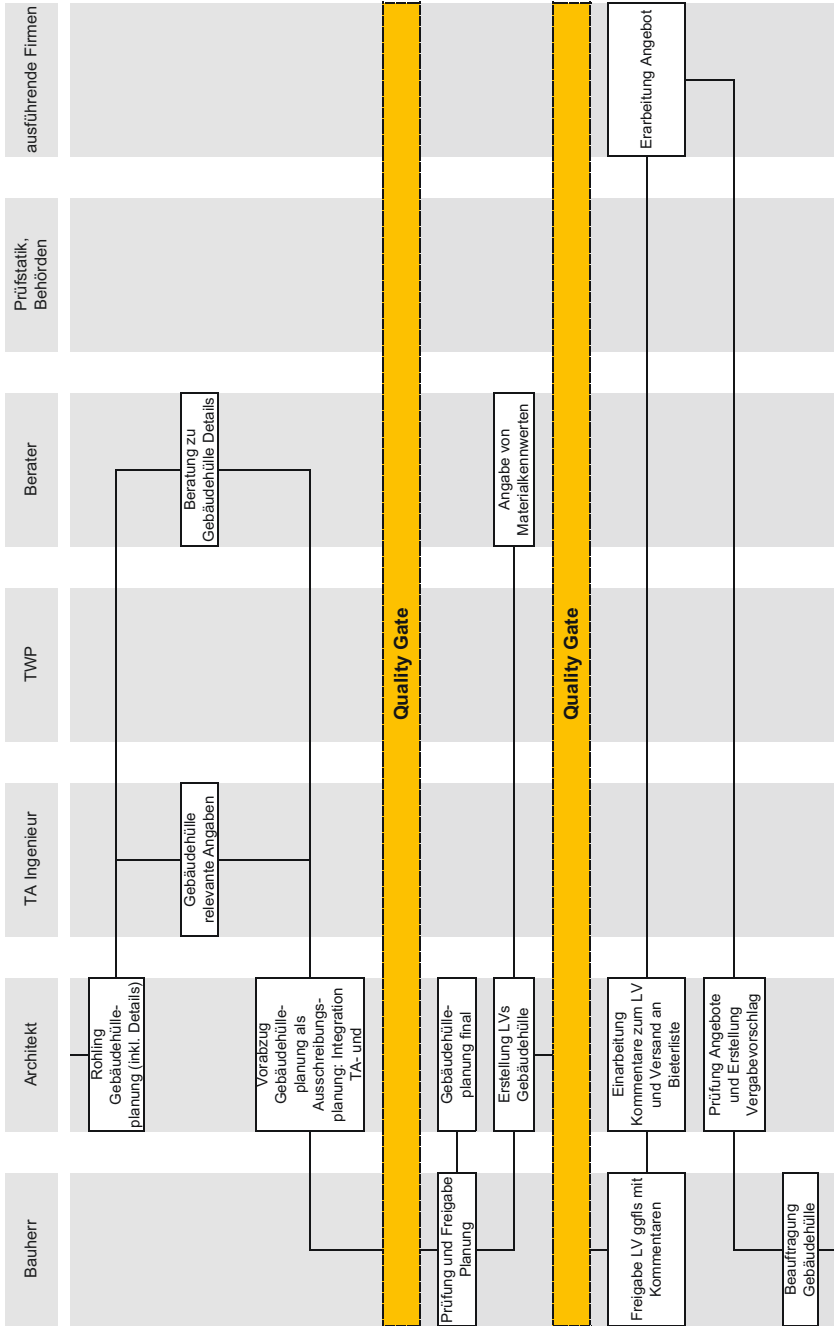 ausführende Firmen
Prüfstatik,
Behörden
Berater
TWP
TA Ingenieur
Architekt
Bauherr
Rohling
Gebäudehülle-
planung (inkl. Details)
Gebäudehülle
relevante Angaben
Beratung zu
Gebäudehülle Details
Vorabzug
Gebäudehülle-
planung als
Ausschreibungs-
planung: Integration
TA- und
Quality Gate
Prüfung und Freigabe
Planung
Gebäudehülle-
planung final
Erstellung LVs
Gebäudehülle
Angabe von
Materialkennwerten
Quality Gate
Freigabe LV ggfls mit
Kommentaren
Einarbeitung
Kommentare zum LV
und Versand an
Bieterliste
Erarbeitung Angebot
Prüfung Angebote
und Erstellung
Vergabevorschlag
Beauftragung
Gebäudehülle